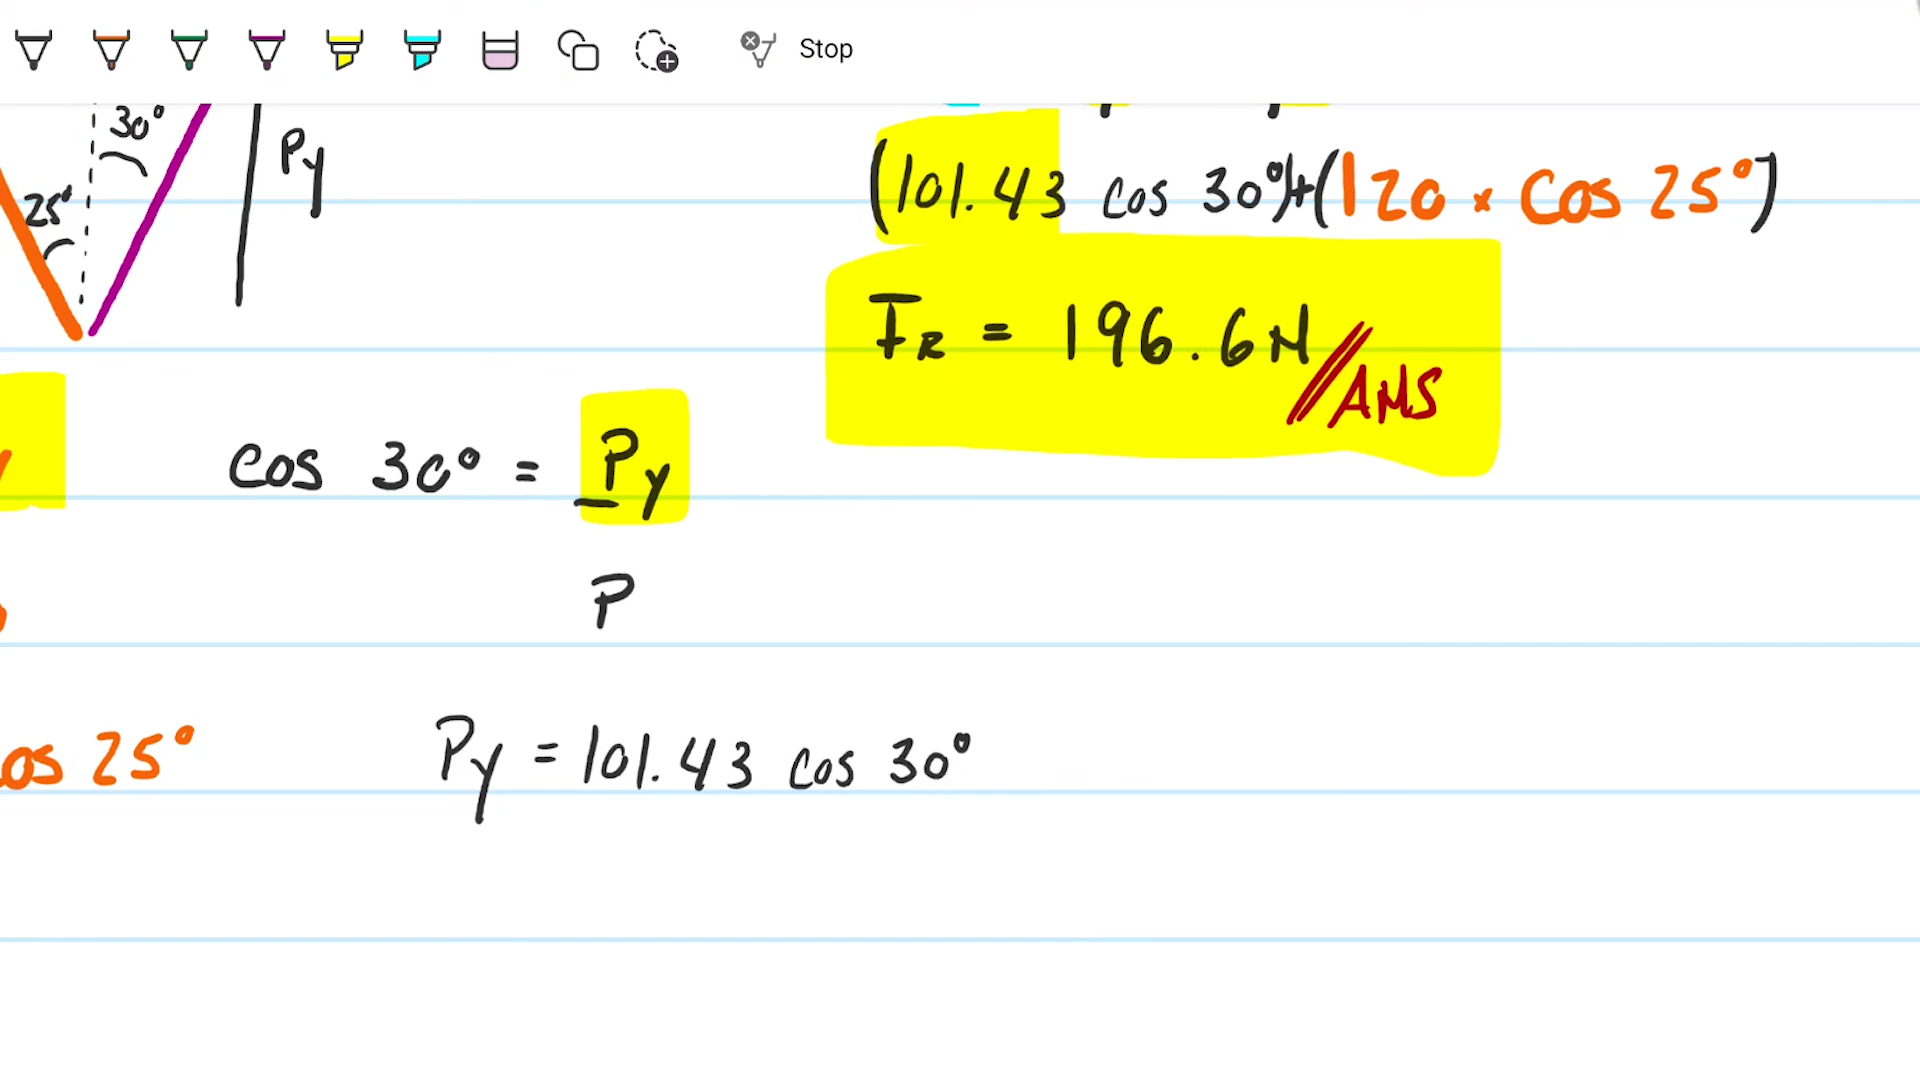 Stop
30°
Py
25°
(101.43 cos 30°)+(120 × cos 25°)
FR = 196.6N
ANS
cos 30° = Py
P
os 25°
Py = 101.43 cos 30°